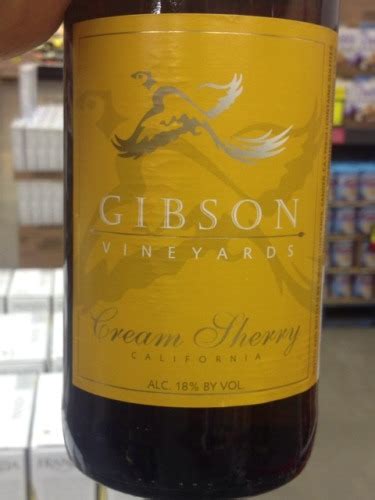 GIBSON
VINEYARDS
Cream Sherry
CALIFORNIA
ALC. 18% BY VOL.